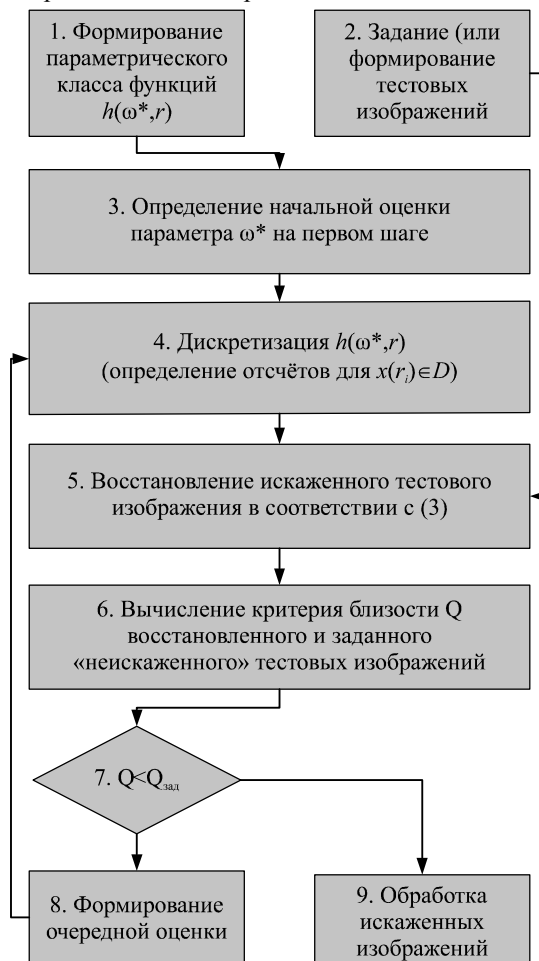 1. Формирование
параметрического
класса функций
h(ω*,r)
2. Задание (или
формирование
тестовых
изображений
3. Определение начальной оценки
параметра ω* на первом шаге
4. Дискретизация h(ω*,r)
(определение отсчётов для x(rᵢ)∈D)
5. Восстановление искаженного тестового
изображения в соответствии с (3)
6. Вычисление критерия близости Q
восстановленного и заданного
«неискаженного» тестовых изображений
7. Q<Qзад
8. Формирование
очередной оценки
9. Обработка
искаженных
изображений